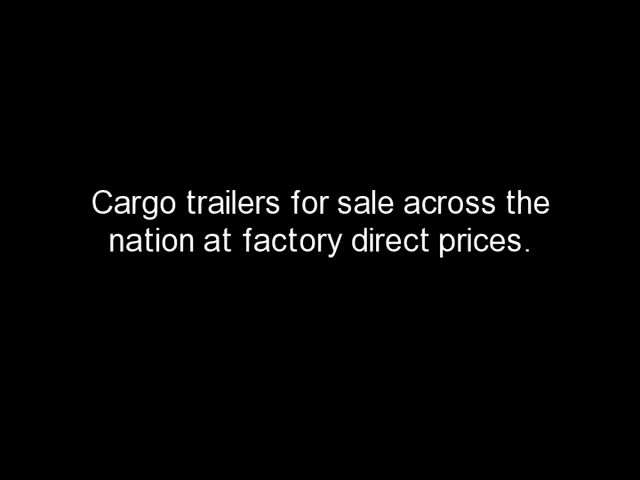 Cargo trailers for sale across the
nation at factory direct prices.